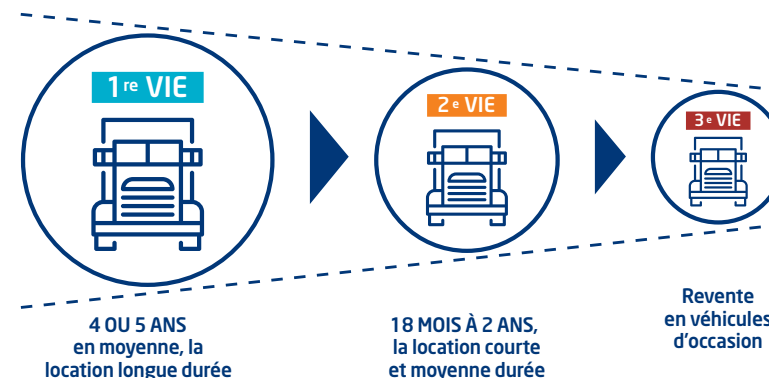 1re VIE
4 OU 5 ANS
en moyenne, la
location longue durée
2e VIE
18 MOIS À 2 ANS,
la location courte
et moyenne durée
3e VIE
Revente
en véhicules
d'occasion